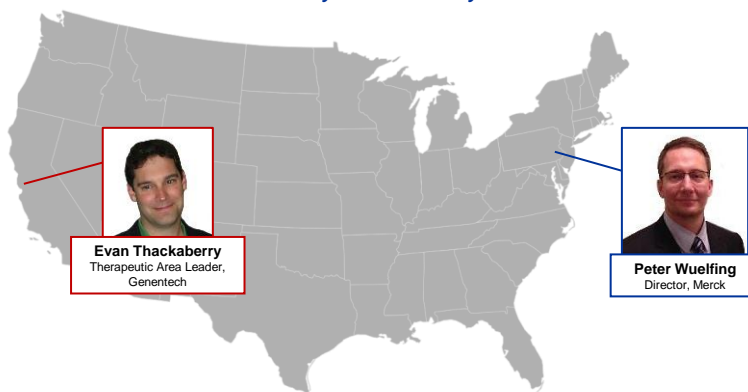 Evan Thackaberry
Therapeutic Area Leader,
Genentech
Peter Wuelfing
Director, Merck